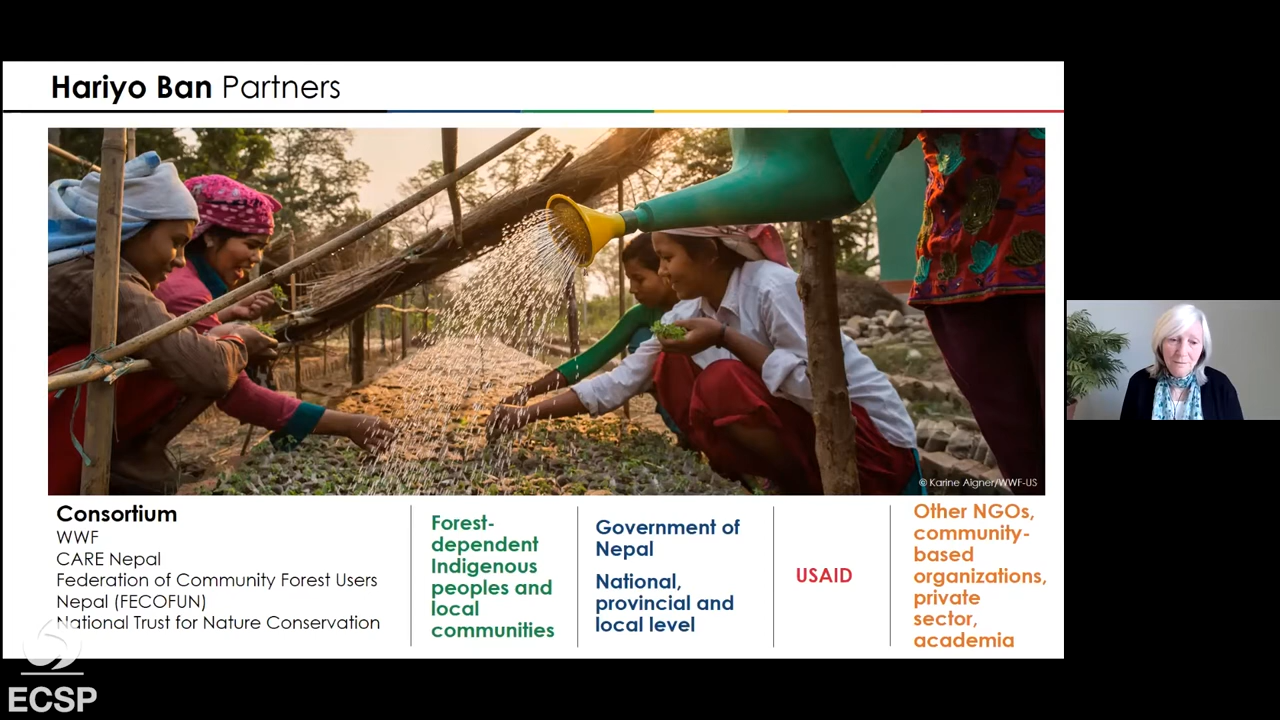 Hariyo Ban Partners
© Karine Aigner/WWF-US
Consortium
WWF
CARE Nepal
Federation of Community Forest Users
Nepal (FECOFUN)
National Trust for Nature Conservation
Forest-
dependent
Indigenous
peoples and
local
communities
Government of
Nepal
National,
provincial and
local level
USAID
Other NGOs,
community-
based
organizations,
private
sector,
academia
ECSP